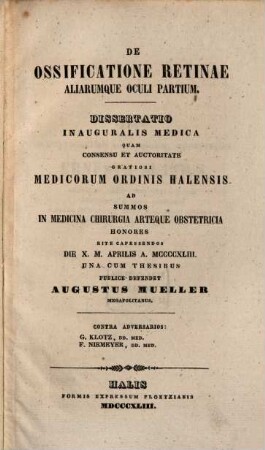 DE
OSSIFICATIONE RETINAE
ALIARUMQUE OCULI PARTIUM.
DISSERTATIO
INAUGURALIS MEDICA
QUAM
CONSENSU ET AUCTORITATE
GRATIOSI
MEDICORUM ORDINIS HALENSIS
AD
SUMMOS
IN MEDICINA CHIRURGIA ARTEQUE OBSTETRICIA
HONORES
RITE CAPESSENDOS
DIE X. M. APRILIS A. MCCCCXLIII.
UNA CUM THESIBUS
PUBLICE DEFENDET
AUGUSTUS MUELLER
MEGAPOLITANUS.
CONTRA ADVERSARIOS:
G. KLOTZ, DD. MED.
F. NIEMEYER, DD. MED.
HALIS
FORMIS EXPRESSUM PLOETZIANIS
MDCCCXLIII.